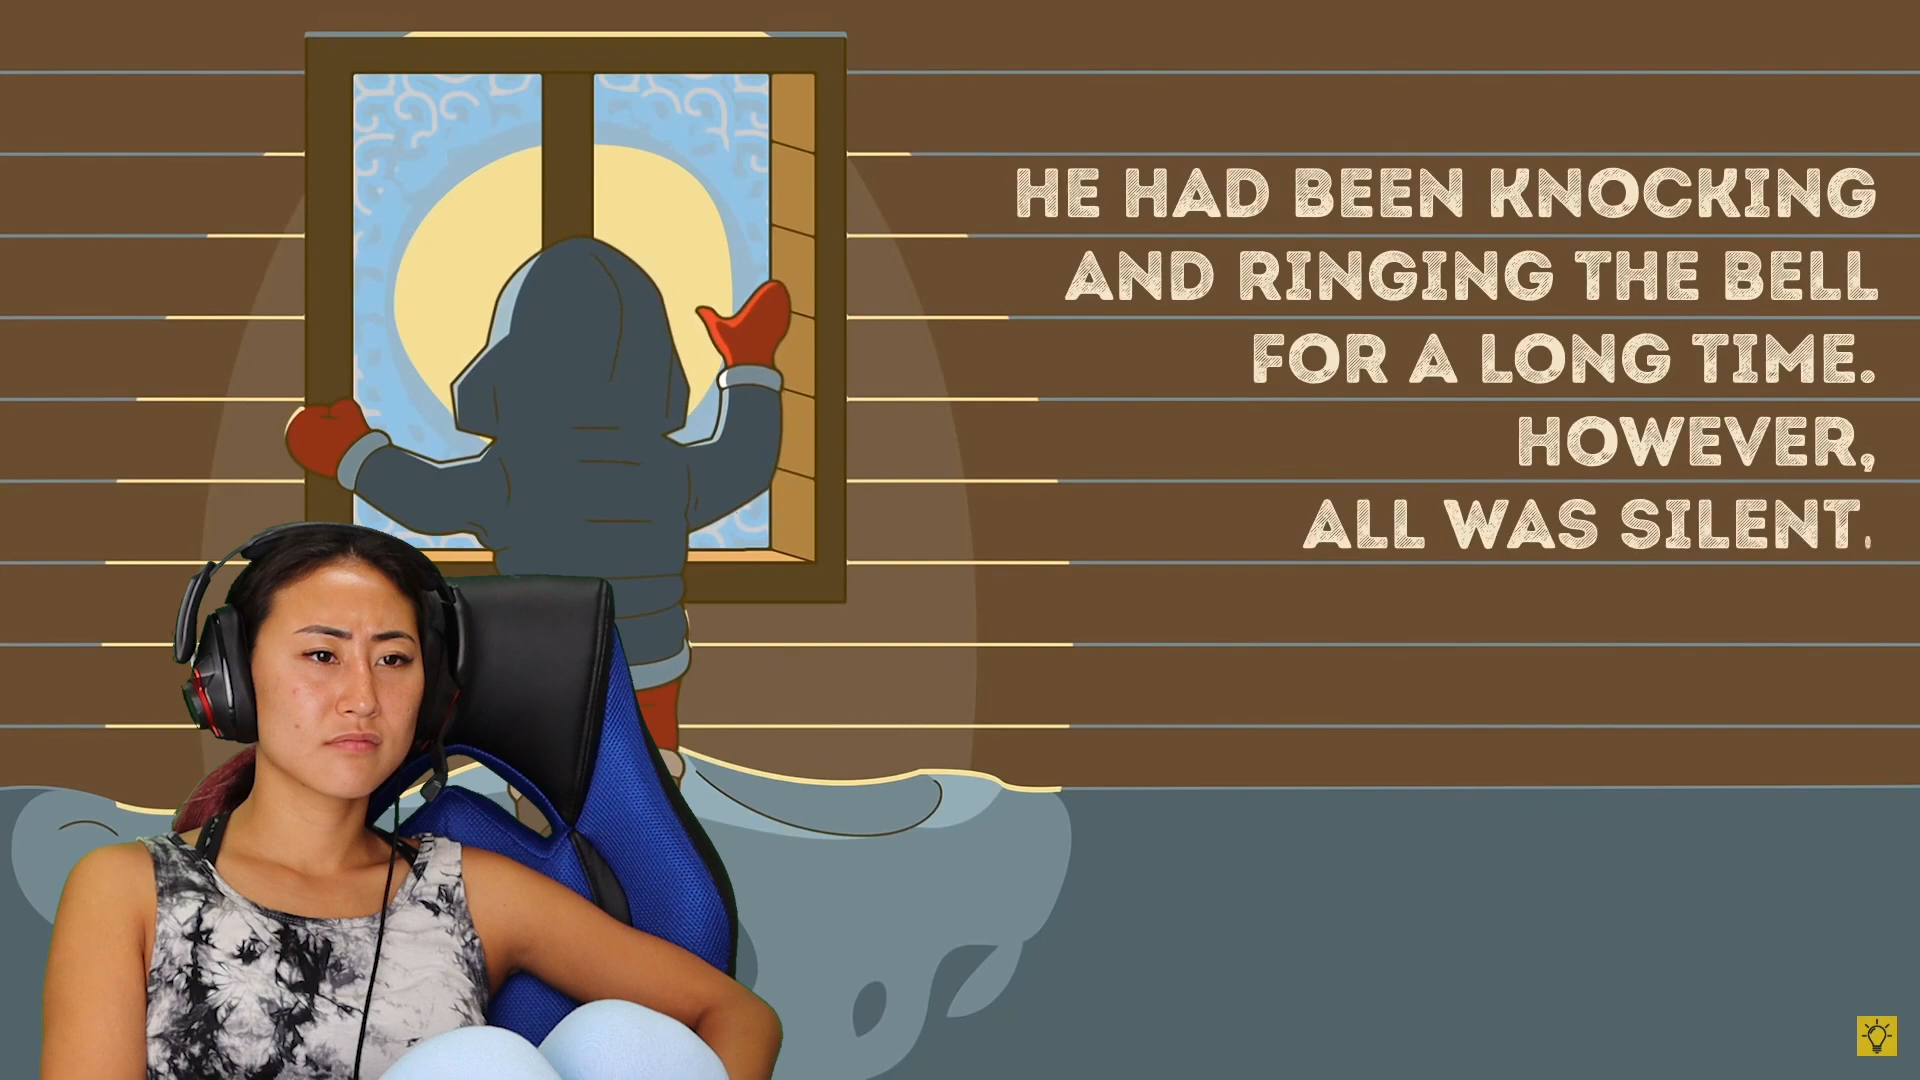 HE HAD BEEN KNOCKING
AND RINGING THE BELL
FOR A LONG TIME.
HOWEVER,
ALL WAS SILENT.